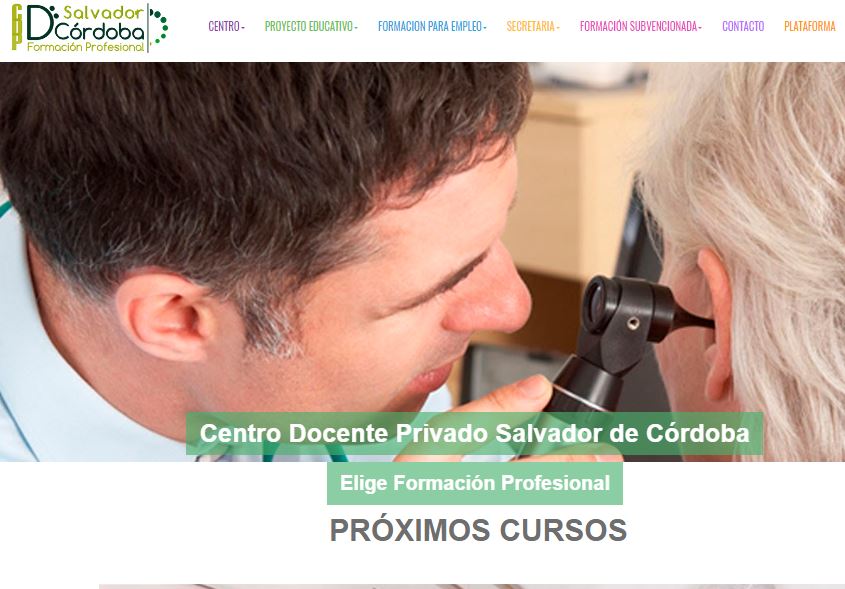 Salvador
Córdoba
Formación Profesional
CENTRO
PROYECTO EDUCATIVO
FORMACION PARA EMPLEO
SECRETARIA
FORMACIÓN SUBVENCIONADA
CONTACTO
PLATAFORMA
Centro Docente Privado Salvador de Córdoba
Elige Formación Profesional
PRÓXIMOS CURSOS